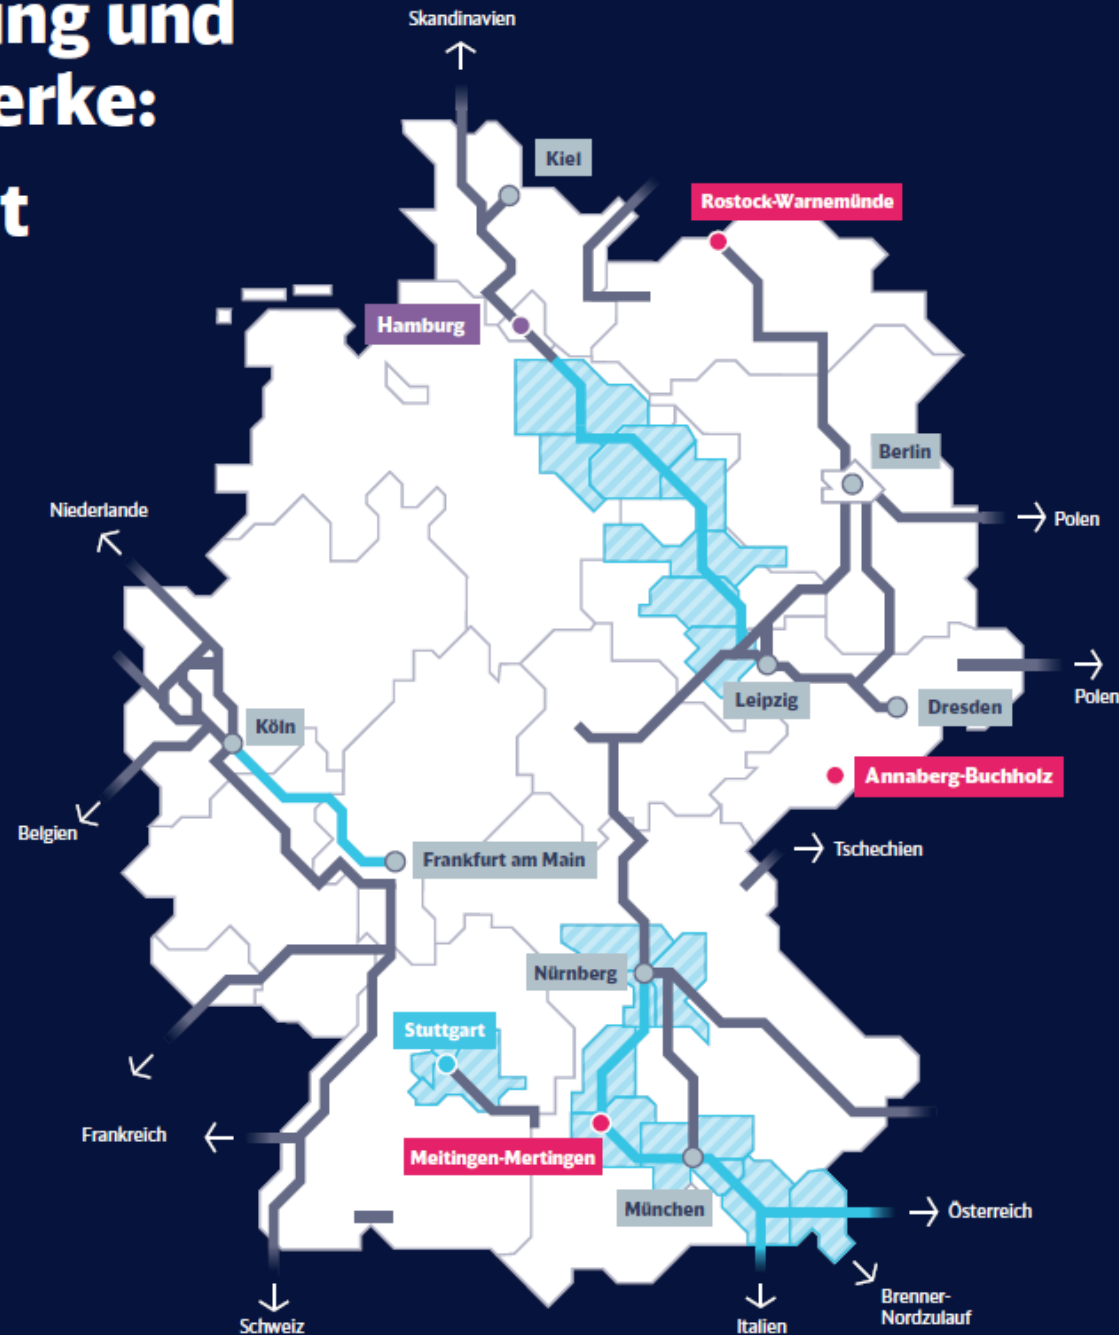 ung und
erke:
t
Skandinavien
Kiel
Rostock-Warnemünde
Hamburg
Berlin
Niederlande
Polen
Polen
Leipzig
Dresden
Köln
Annaberg-Buchholz
Belgien
Tschechien
Frankfurt am Main
Nürnberg
Stuttgart
Frankreich
Meitingen-Mertingen
München
Österreich
Brenner-
Nordzulauf
Schweiz
Italien